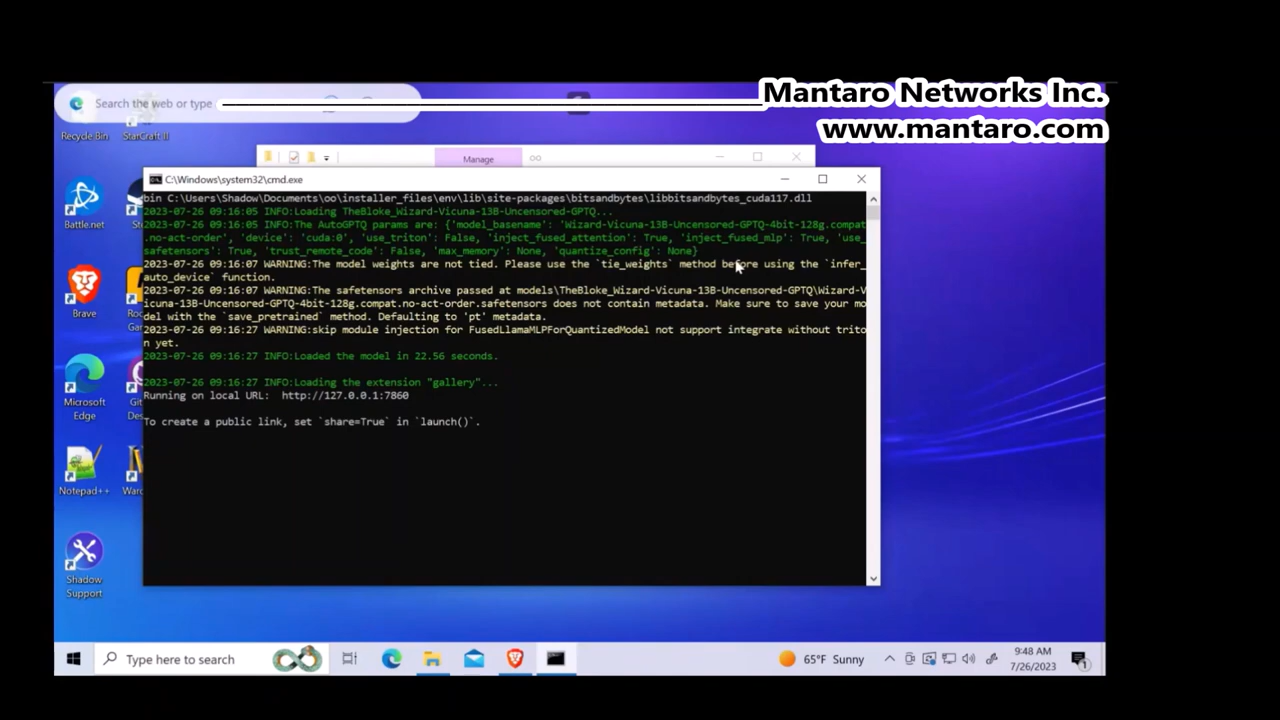 Mantaro Networks Inc.
www.mantaro.com
Search the web or type
Recycle Bin
StarCraft II
Manage
oo
C:\Windows\system32\cmd.exe
bin C:\Users\Shadow\Documents\oo\installer_files\env\lib\site-packages\bitsandbytes\libbitsandbytes_cuda117.dll
2023-07-26 09:16:05 INFO:Loading TheBloke_Wizard-Vicuna-13B-Uncensored-GPTQ...
2023-07-26 09:16:05 INFO:The AutoGPTQ params are: {'model_basename': 'Wizard-Vicuna-13B-Uncensored-GPTQ-4bit-128g.compat
.no-act-order', 'device': 'cuda:0', 'use_triton': False, 'inject_fused_attention': True, 'inject_fused_mlp': True, 'use_
safetensors': True, 'trust_remote_code': False, 'max_memory': None, 'quantize_config': None}
2023-07-26 09:16:07 WARNING:The model weights are not tied. Please use the `tie_weights` method before using the `infer_
auto_device` function.
2023-07-26 09:16:07 WARNING:The safetensors archive passed at models\TheBloke_Wizard-Vicuna-13B-Uncensored-GPTQ\Wizard-V
icuna-13B-Uncensored-GPTQ-4bit-128g.compat.no-act-order.safetensors does not contain metadata. Make sure to save your mo
del with the `save_pretrained` method. Defaulting to 'pt' metadata.
2023-07-26 09:16:27 WARNING:skip module injection for FusedLlamaMLPForQuantizedModel not support integrate without trito
n yet.
2023-07-26 09:16:27 INFO:Loaded the model in 22.56 seconds.
2023-07-26 09:16:27 INFO:Loading the extension "gallery"...
Running on local URL:  http://127.0.0.1:7860
To create a public link, set `share=True` in `launch()`.
Battle.net
Brave
Microsoft
Edge
Notepad++
Shadow
Support
Type here to search
65°F Sunny
9:48 AM
7/26/2023
1